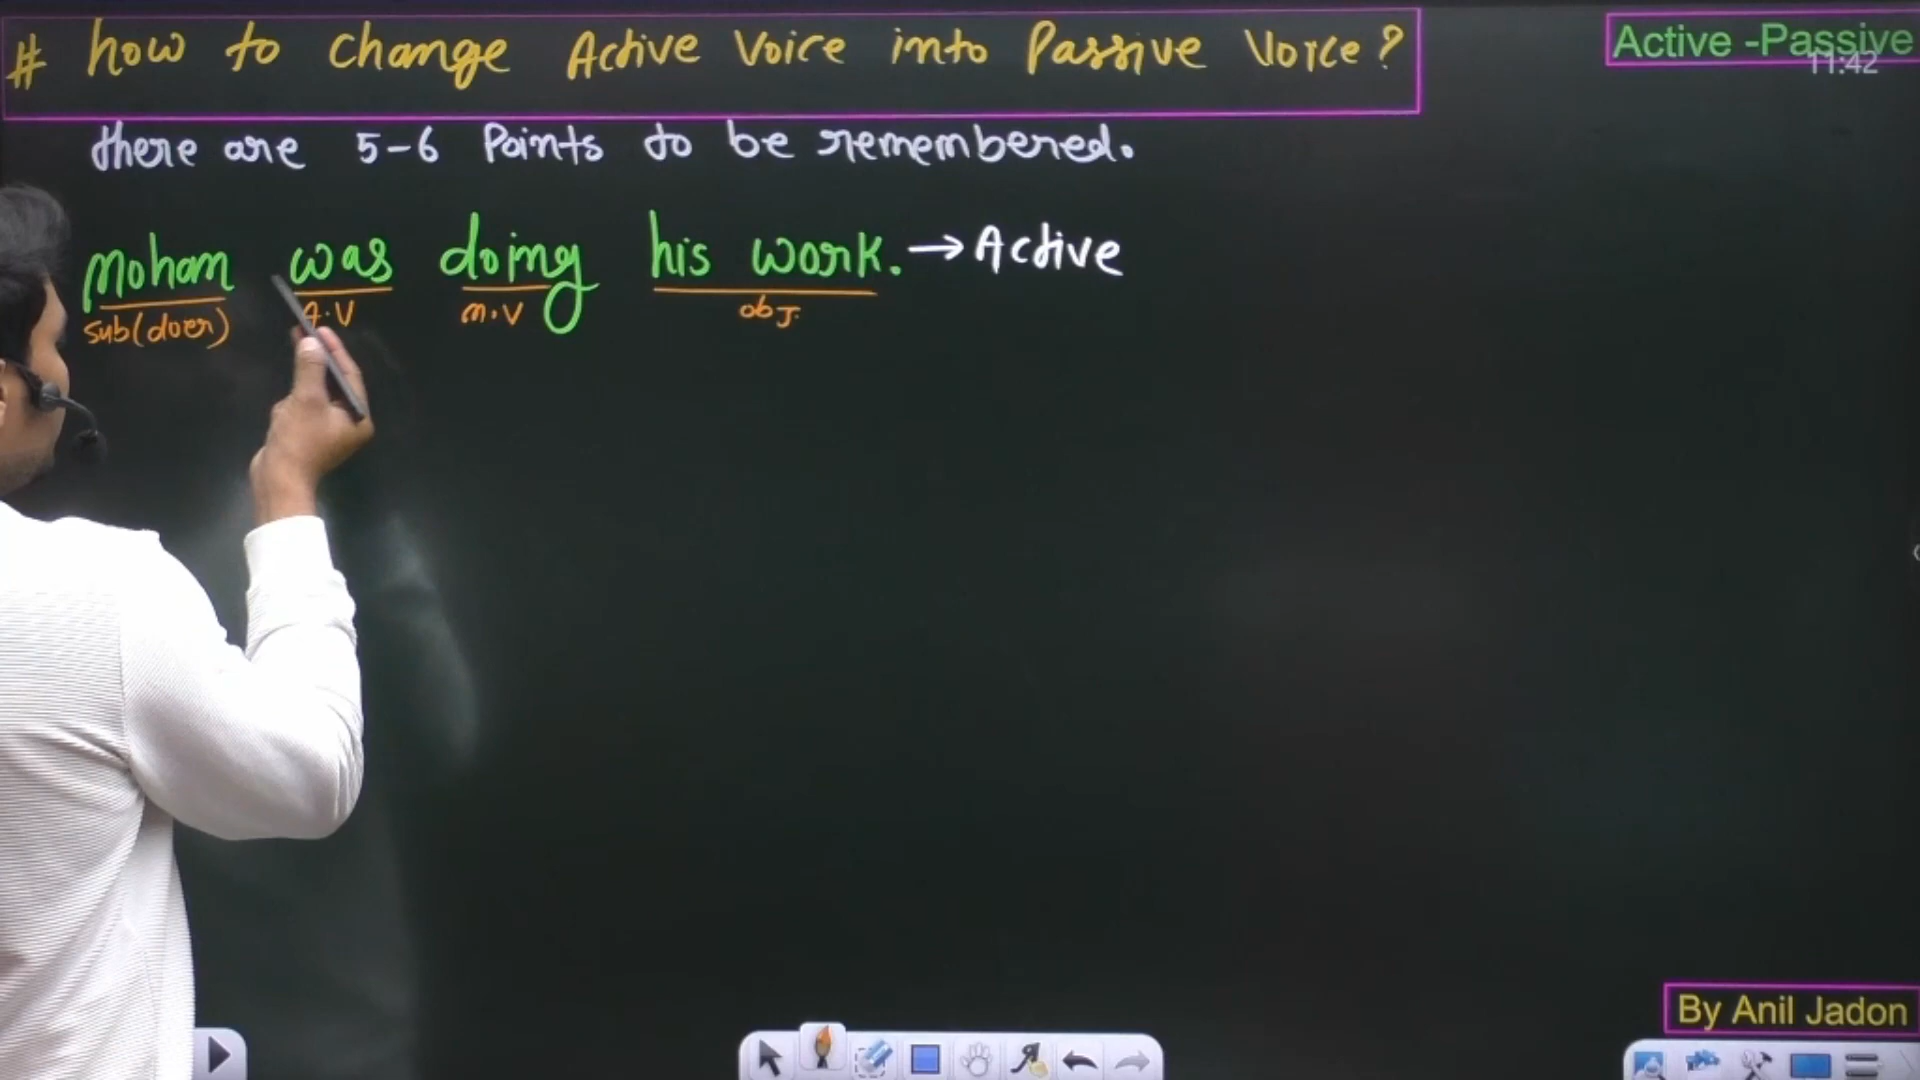 # how to change Active Voice into Passive Voice?
Active -Passive
11:42
there are 5-6 Points to be remembered.
Mohan was doing his work. → Active
sub(doer) A.V m.v obj.
By Anil Jadon